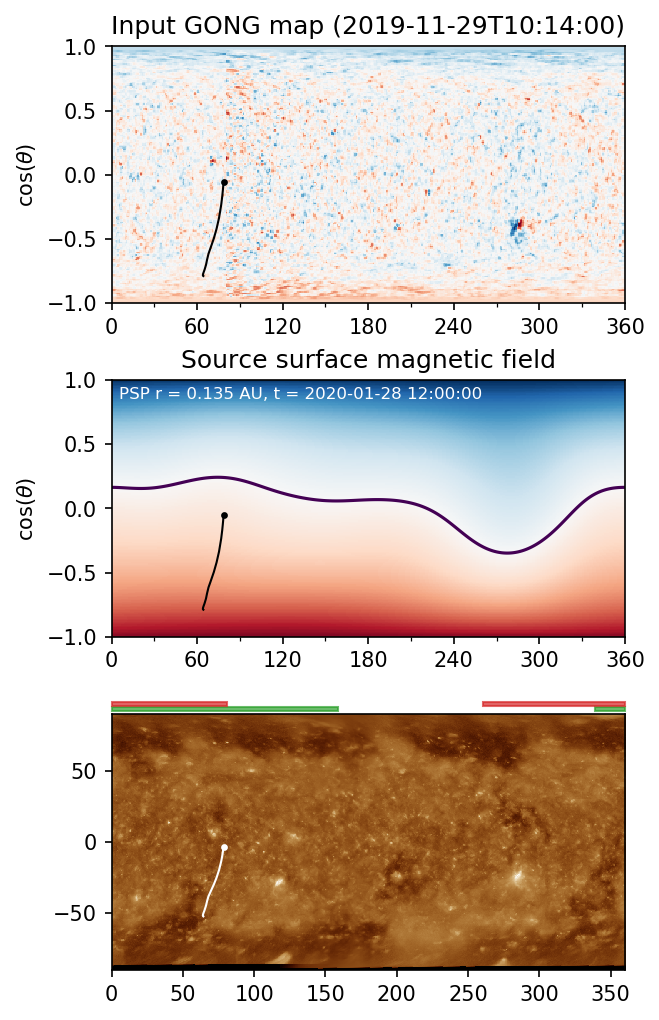 Input GONG map (2019-11-29T10:14:00)
1.0
0.5
0.0
−0.5
−1.0
cos(θ)
0 60 120 180 240 300 360
Source surface magnetic field
PSP r = 0.135 AU, t = 2020-01-28 12:00:00
1.0
0.5
0.0
−0.5
−1.0
cos(θ)
0 60 120 180 240 300 360
50
0
−50
0 50 100 150 200 250 300 350